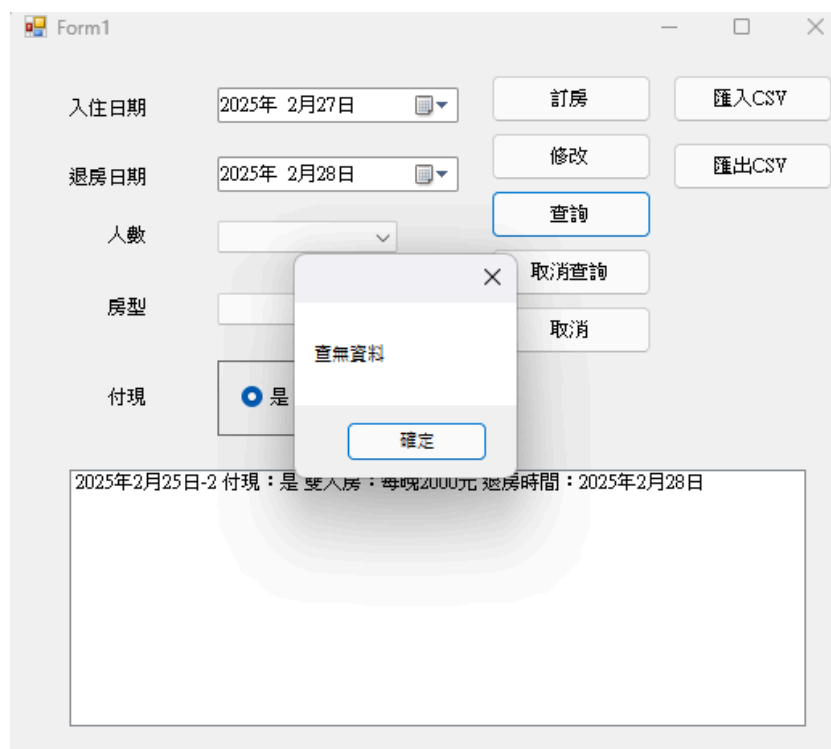 Form1
入住日期
2025年 2月27日
訂房
匯入CSV
退房日期
2025年 2月28日
修改
匯出CSV
人數
查詢
取消查詢
房型
取消
查無資料
付現
是
確定
2025年2月25日-2 付現：是 雙人房：每晚2000元 退房時間：2025年2月28日